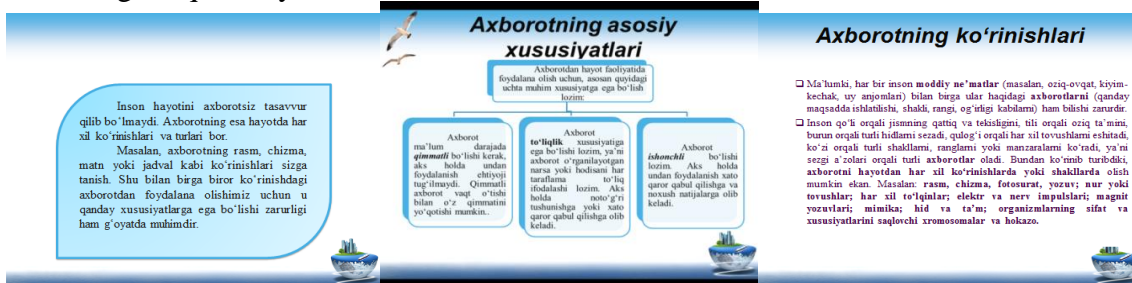 Inson hayotini axborotsiz tasavvur
qilib bo'lmaydi. Axborotning esa hayotda har
xil ko'rinishlari va turlari bor.
Masalan, axborotning rasm, chizma,
matn yoki jadval kabi ko'rinishlari sizga
tanish. Shu bilan birga biror ko'rinishdagi
axborotdan foydalana olishimiz uchun u
qanday xususiyatlarga ega bo'lishi zarurligi
ham g'oyatda muhimdir.
Axborotning asosiy
xususiyatlari
Axborotdan hayot faoliyatida
foydalana olish uchun, asosan quyidagi
uchta muhim xususiyatga ega bo'lish
lozim:
Axborot
ma'lum darajada
qimmatli bo'lishi kerak,
aks holda undan
foydalanish ehtiyoji
tug'ilmaydi. Qimmatli
axborot vaqt o'tishi
bilan o'z qimmatini
yo'qotishi mumkin..
Axborot
to'liqlik xususiyatiga
ega bo'lishi lozim, ya'ni
axborot o'rganilayotgan
narsa yoki hodisani har
taraflama to'liq
ifodalashi lozim. Aks
holda noto'g'ri
tushunishga yoki xato
qaror qabul qilishga olib
keladi.
Axborot
ishonchli bo'lishi
lozim. Aks holda
undan foydalanish xato
qaror qabul qilishga va
noxush natijalarga olib
keladi.
Axborotning ko'rinishlari
Ma'lumki, har bir inson moddiy ne'matlar (masalan, oziq-ovqat, kiyim-
kechak, uy anjomlari) bilan birga ular haqidagi axborotlarni (qanday
maqsadda ishlatilishi, shakli, rangi, og'irligi kabilarni) ham bilishi zarurdir.
Inson qo'li orqali jismning qattiq va tekisligini, tili orqali oziq ta'mini,
burun orqali turli hidlarni sezadi, qulog'i orqali har xil tovushlarni eshitadi,
ko'zi orqali turli shakllarni, ranglarni yoki manzaralarni ko'radi, ya'ni
sezgi a'zolari orqali turli axborotlar oladi. Bundan ko'rinib turibdiki,
axborotni hayotdan har xil ko'rinishlarda yoki shakllarda olish
mumkin ekan. Masalan: rasm, chizma, fotosurat, yozuv; nur yoki
tovushlar; har xil to'lqinlar; elektr va nerv impulslari; magnit
yozuvlari; mimika; hid va ta'm; organizmlarning sifat va
xususiyatlarini saqlovchi xromosomalar va hokazo.